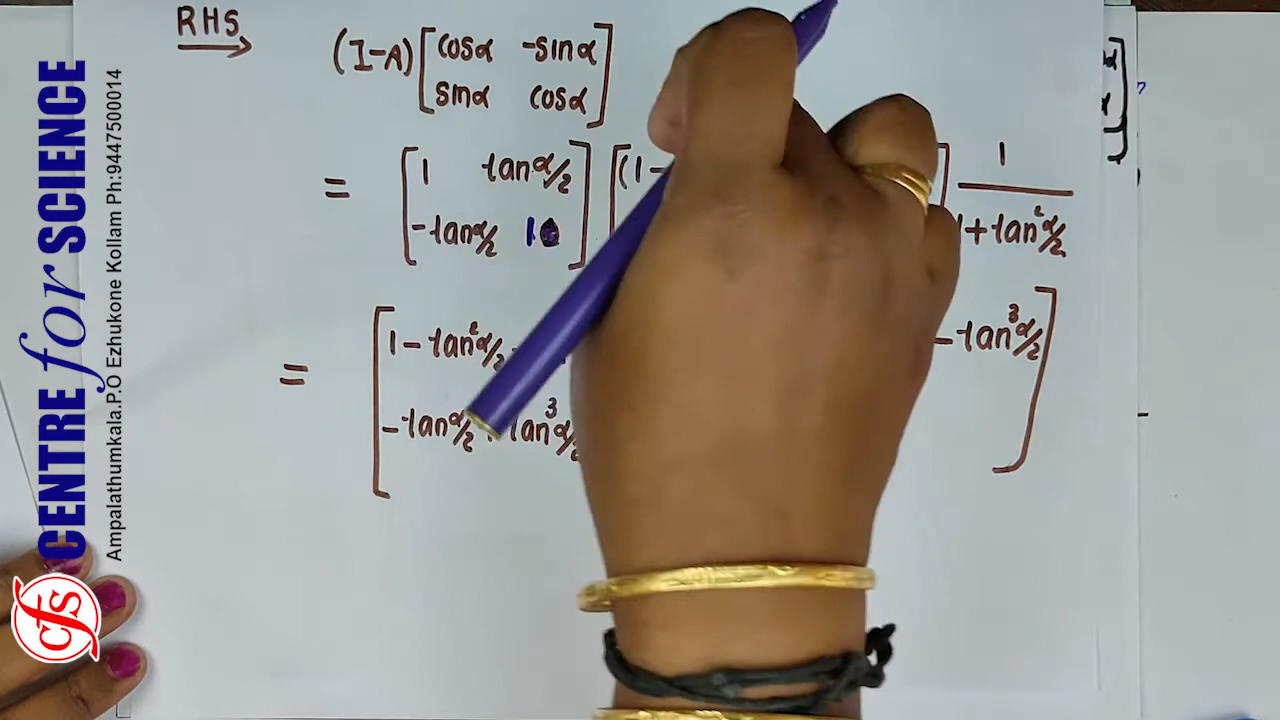 RHS
(I-A) [cosα -sinα
sinα cosα]
= [1 tanα/2
-tanα/2 1] [(1- ] 1
1+tan²α/2
= [1-tan²α/2 -tan³α/2
-tanα/2 + tan³α/2 ]
CENTRE for SCIENCE
Ampalathumkala.P.O Ezhukone Kollam Ph:9447500014
cfs